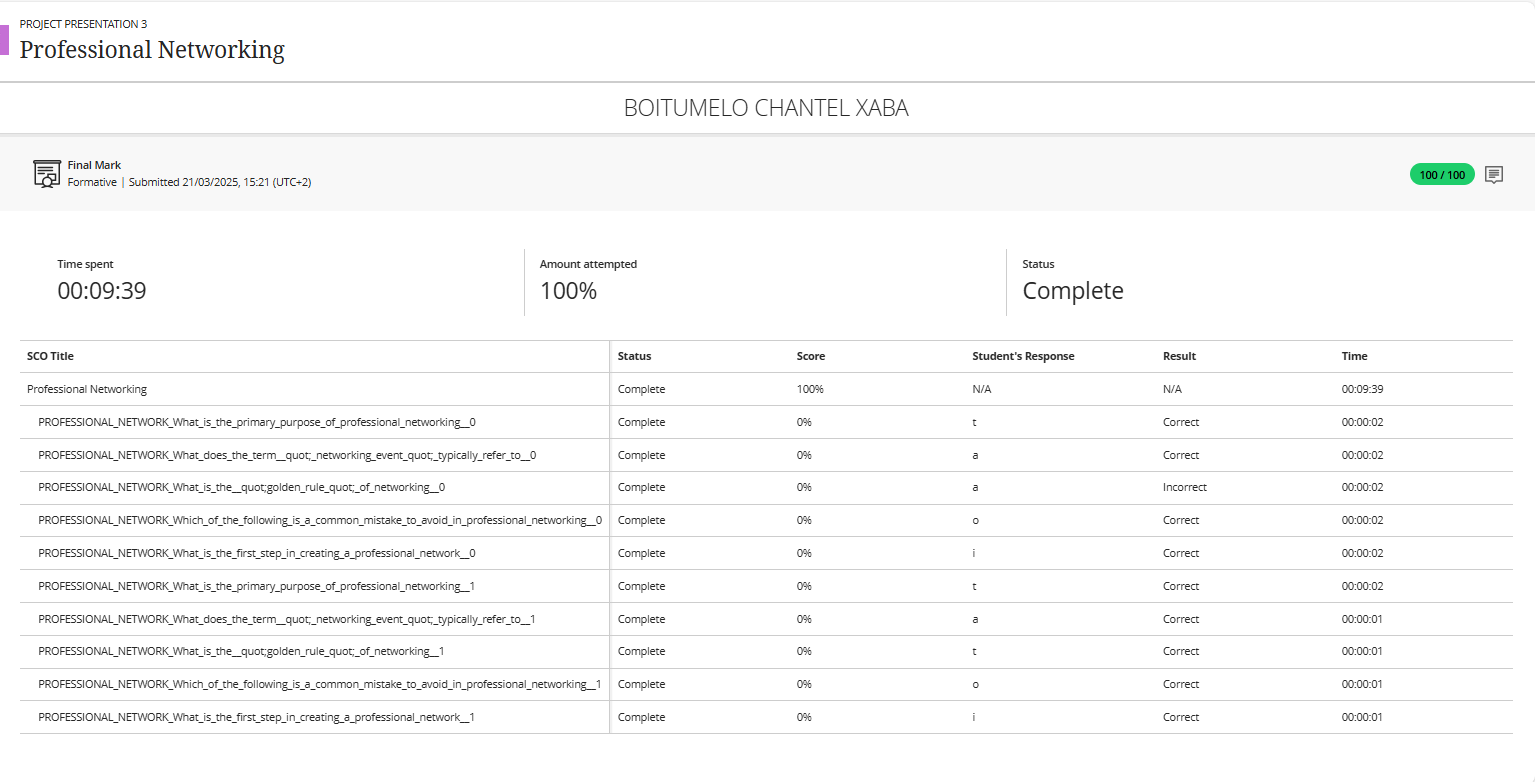 PROJECT PRESENTATION 3
Professional Networking
BOITUMELO CHANTEL XABA
Final Mark
Formative | Submitted 21/03/2025, 15:21 (UTC+2)
100 / 100
Time spent
00:09:39
Amount attempted
100%
Status
Complete
SCO Title Status Score Student's Response Result Time
Professional Networking Complete 100% N/A N/A 00:09:39
PROFESSIONAL_NETWORK_What_is_the_primary_purpose_of_professional_networking__0 Complete 0% t Correct 00:00:02
PROFESSIONAL_NETWORK_What_does_the_term__quot;_networking_event_quot;_typically_refer_to__0 Complete 0% a Correct 00:00:02
PROFESSIONAL_NETWORK_What_is_the__quot;golden_rule_quot;_of_networking__0 Complete 0% a Incorrect 00:00:02
PROFESSIONAL_NETWORK_Which_of_the_following_is_a_common_mistake_to_avoid_in_professional_networking__0 Complete 0% o Correct 00:00:02
PROFESSIONAL_NETWORK_What_is_the_first_step_in_creating_a_professional_network__0 Complete 0% i Correct 00:00:02
PROFESSIONAL_NETWORK_What_is_the_primary_purpose_of_professional_networking__1 Complete 0% t Correct 00:00:02
PROFESSIONAL_NETWORK_What_does_the_term__quot;_networking_event_quot;_typically_refer_to__1 Complete 0% a Correct 00:00:01
PROFESSIONAL_NETWORK_What_is_the__quot;golden_rule_quot;_of_networking__1 Complete 0% t Correct 00:00:01
PROFESSIONAL_NETWORK_Which_of_the_following_is_a_common_mistake_to_avoid_in_professional_networking__1 Complete 0% o Correct 00:00:01
PROFESSIONAL_NETWORK_What_is_the_first_step_in_creating_a_professional_network__1 Complete 0% i Correct 00:00:01